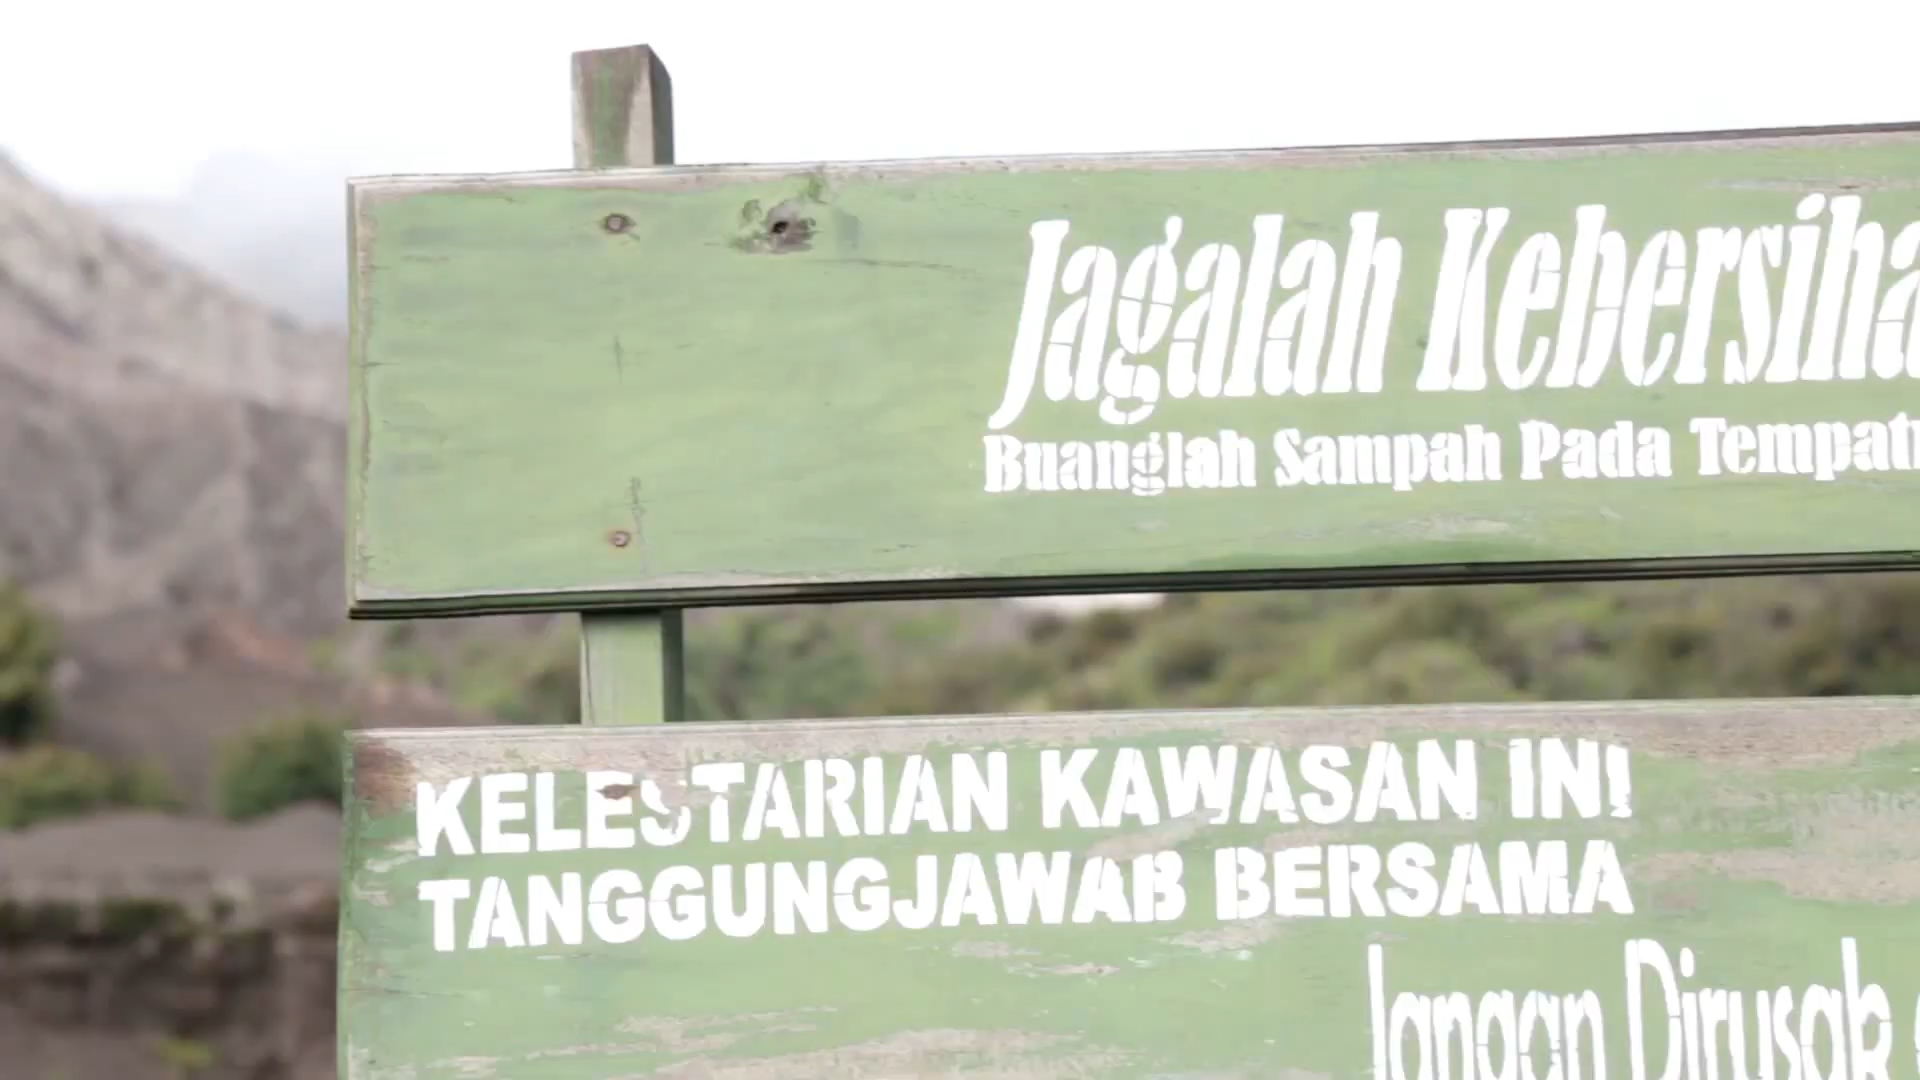 Jagalah Kebersiha
Buanglah Sampah Pada Tempat
KELESTARIAN KAWASAN INI
TANGGUNGJAWAB BERSAMA
Jangan Dirusak